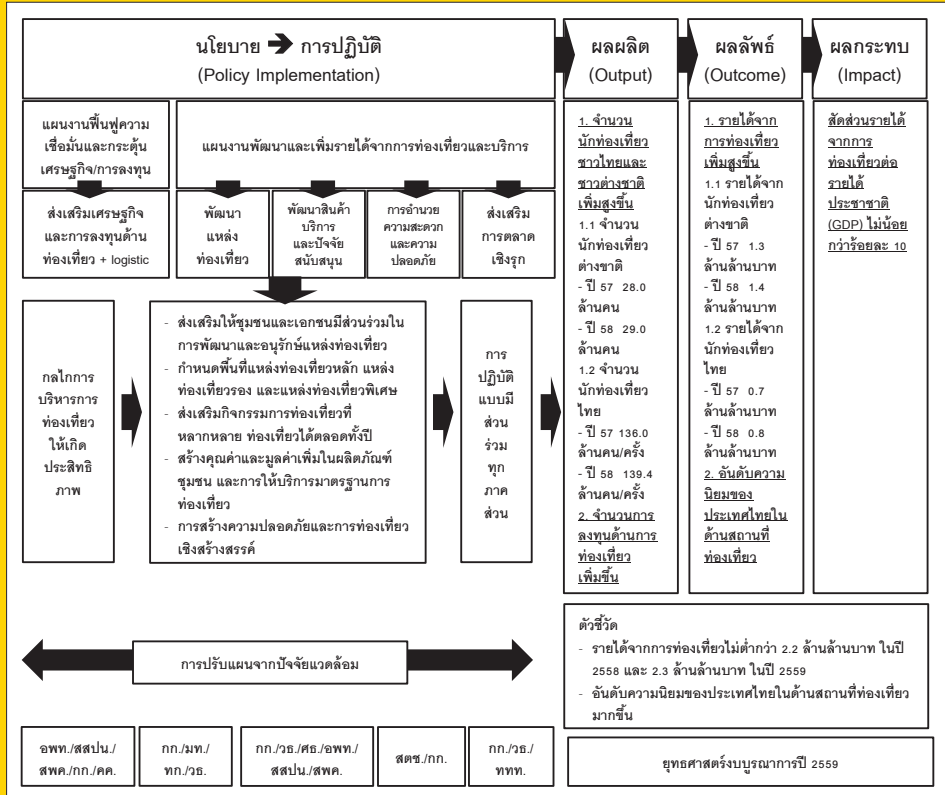 นโยบาย → การปฏิบัติ
(Policy Implementation)
ผลผลิต
(Output)
ผลลัพธ์
(Outcome)
ผลกระทบ
(Impact)
แผนงานฟื้นฟูความ
เชื่อมั่นและกระตุ้น
เศรษฐกิจ/การลงทุน
แผนงานพัฒนาและเพิ่มรายได้จากการท่องเที่ยวและบริการ
ส่งเสริมเศรษฐกิจ
และการลงทุนด้าน
ท่องเที่ยว + logistic
พัฒนา
แหล่ง
ท่องเที่ยว
พัฒนาสินค้า
บริการ
และปัจจัย
สนับสนุน
การอำนวย
ความสะดวก
และความ
ปลอดภัย
ส่งเสริม
การตลาด
เชิงรุก
กลไกการ
บริหารการ
ท่องเที่ยว
ให้เกิด
ประสิทธิ
ภาพ
- ส่งเสริมให้ชุมชนและเอกชนมีส่วนร่วมใน
การพัฒนาและอนุรักษ์แหล่งท่องเที่ยว
- กำหนดพื้นที่แหล่งท่องเที่ยวหลัก แหล่ง
ท่องเที่ยวรอง และแหล่งท่องเที่ยวพิเศษ
- ส่งเสริมกิจกรรมการท่องเที่ยวที่
หลากหลาย ท่องเที่ยวได้ตลอดทั้งปี
- สร้างคุณค่าและมูลค่าเพิ่มในผลิตภัณฑ์
ชุมชน และการให้บริการมาตรฐานการ
ท่องเที่ยว
- การสร้างความปลอดภัยและการท่องเที่ยว
เชิงสร้างสรรค์
การ
ปฏิบัติ
แบบมี
ส่วน
ร่วม
ทุก
ภาค
ส่วน
1. จำนวน
นักท่องเที่ยว
ชาวไทยและ
ชาวต่างชาติ
เพิ่มสูงขึ้น
1.1 จำนวน
นักท่องเที่ยว
ต่างชาติ
- ปี 57 28.0
ล้านคน
- ปี 58 29.0
ล้านคน
1.2 จำนวน
นักท่องเที่ยว
ไทย
- ปี 57 136.0
ล้านคน/ครั้ง
- ปี 58 139.4
ล้านคน/ครั้ง
2. จำนวนการ
ลงทุนด้านการ
ท่องเที่ยว
เพิ่มขึ้น
1. รายได้จาก
การท่องเที่ยว
เพิ่มสูงขึ้น
1.1 รายได้จาก
นักท่องเที่ยว
ต่างชาติ
- ปี 57 1.3
ล้านล้านบาท
- ปี 58 1.4
ล้านล้านบาท
1.2 รายได้จาก
นักท่องเที่ยว
ไทย
- ปี 57 0.7
ล้านล้านบาท
- ปี 58 0.8
ล้านล้านบาท
2. อันดับความ
นิยมของ
ประเทศไทยใน
ด้านสถานที่
ท่องเที่ยว
สัดส่วนรายได้
จากการ
ท่องเที่ยวต่อ
รายได้
ประชาชาติ
(GDP) ไม่น้อย
กว่าร้อยละ 10
การปรับแผนจากปัจจัยแวดล้อม
ตัวชี้วัด
- รายได้จากการท่องเที่ยวไม่ต่ำกว่า 2.2 ล้านล้านบาท ในปี
2558 และ 2.3 ล้านล้านบาท ในปี 2559
- อันดับความนิยมของประเทศไทยในด้านสถานที่ท่องเที่ยว
มากขึ้น
อพท./สสปน./
สพค./กก./คค.
กก./มท./
ทก./วธ.
กก./วธ./ศธ./อพท./
สสปน./สพค.
สตช./กก.
กก./วธ./
ททท.
ยุทธศาสตร์งบบูรณาการปี 2559